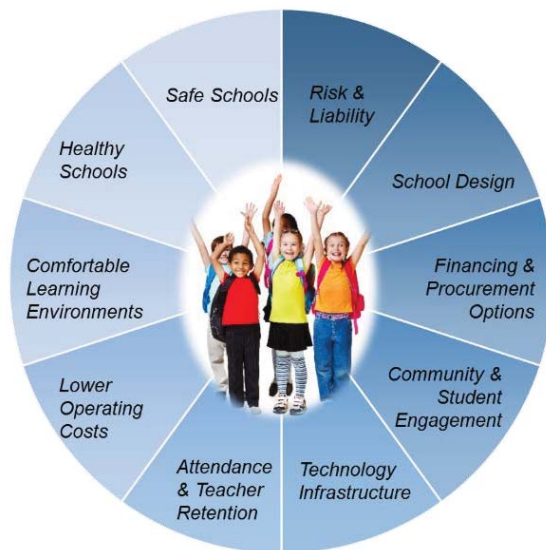 Safe Schools
Risk &
Liability
School Design
Financing &
Procurement
Options
Community &
Student
Engagement
Technology
Infrastructure
Attendance
& Teacher
Retention
Lower
Operating
Costs
Comfortable
Learning
Environments
Healthy
Schools